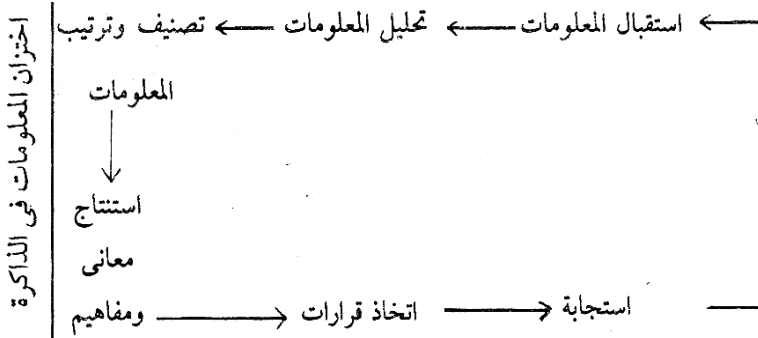 استقبال المعلومات ← تحليل المعلومات ← تصنيف وترتيب
المعلومات
استنتاج
معانى
ومفاهيم → اتخاذ قرارات → استجابة
اختزان المعلومات فى الذاكرة